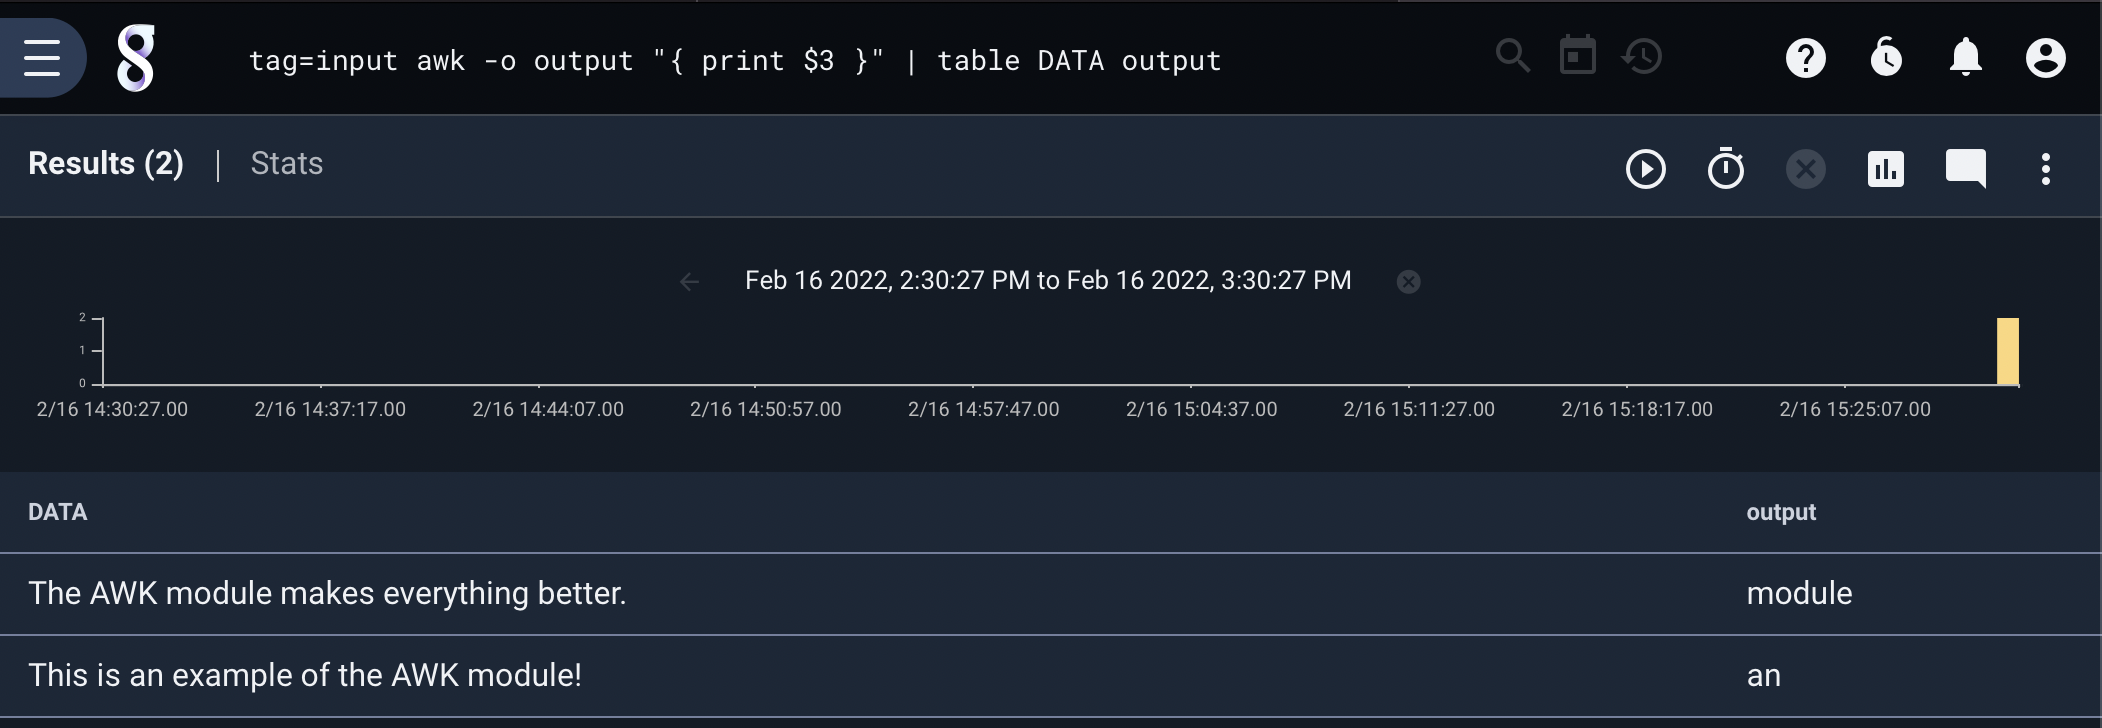 tag=input awk -o output "{ print $3 }" | table DATA output
Results (2) | Stats
Feb 16 2022, 2:30:27 PM to Feb 16 2022, 3:30:27 PM
2
1
0
2/16 14:30:27.00 2/16 14:37:17.00 2/16 14:44:07.00 2/16 14:50:57.00 2/16 14:57:47.00 2/16 15:04:37.00 2/16 15:11:27.00 2/16 15:18:17.00 2/16 15:25:07.00
DATA output
The AWK module makes everything better. module
This is an example of the AWK module! an